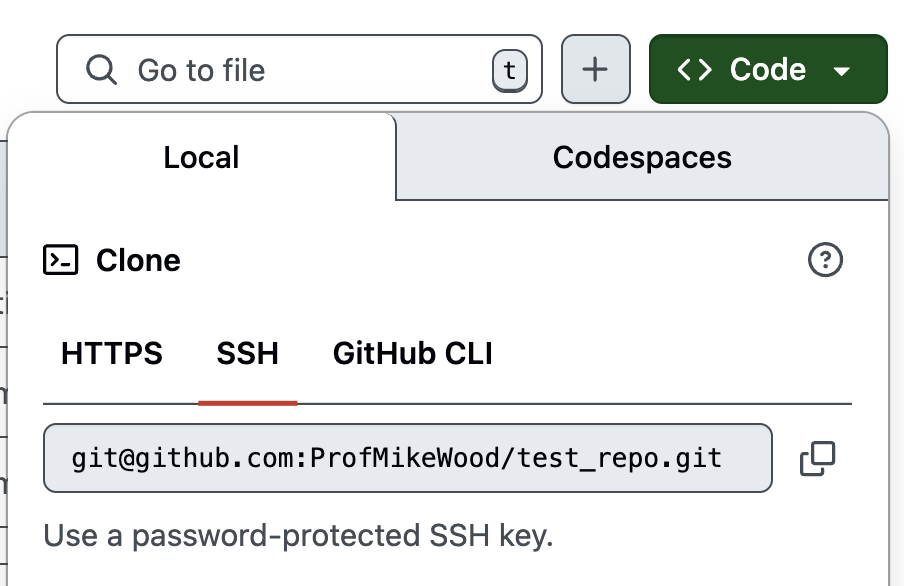 Go to file t + <> Code
Local Codespaces
Clone ?
HTTPS SSH GitHub CLI
git@github.com:ProfMikeWood/test_repo.git
Use a password-protected SSH key.